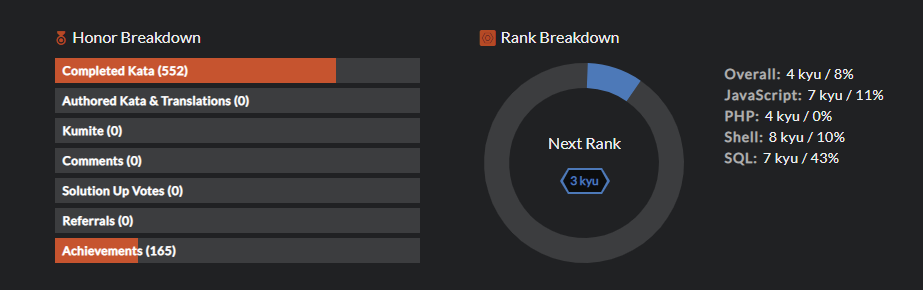 Honor Breakdown
Completed Kata (552)
Authored Kata & Translations (0)
Kumite (0)
Comments (0)
Solution Up Votes (0)
Referrals (0)
Achievements (165)
Rank Breakdown
Next Rank
3 kyu
Overall: 4 kyu / 8%
JavaScript: 7 kyu / 11%
PHP: 4 kyu / 0%
Shell: 8 kyu / 10%
SQL: 7 kyu / 43%